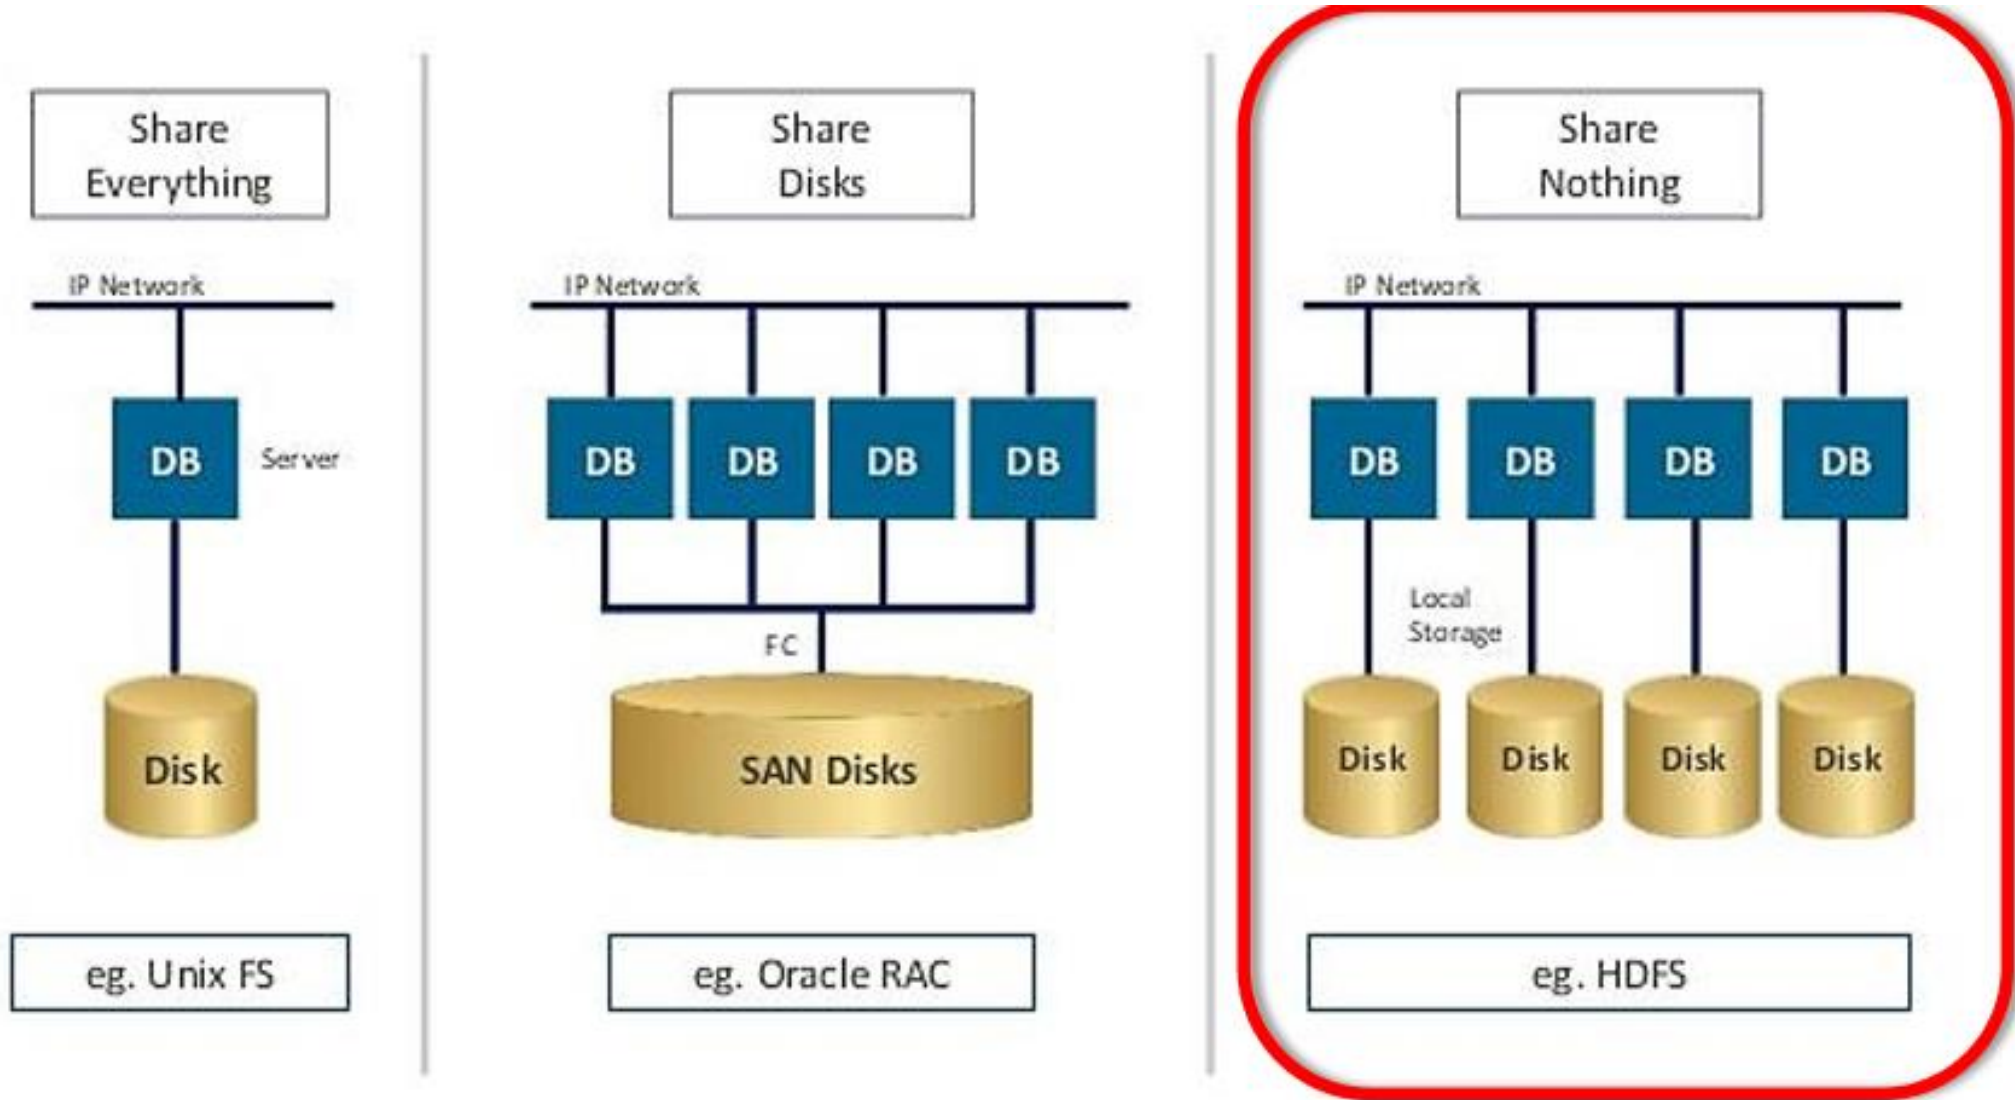 Share
Everything
IP Network
DB
Server
Disk
eg. Unix FS
Share
Disks
IP Network
DB
DB
DB
DB
FC
SAN Disks
eg. Oracle RAC
Share
Nothing
IP Network
DB
DB
DB
DB
Local
Storage
Disk
Disk
Disk
Disk
eg. HDFS